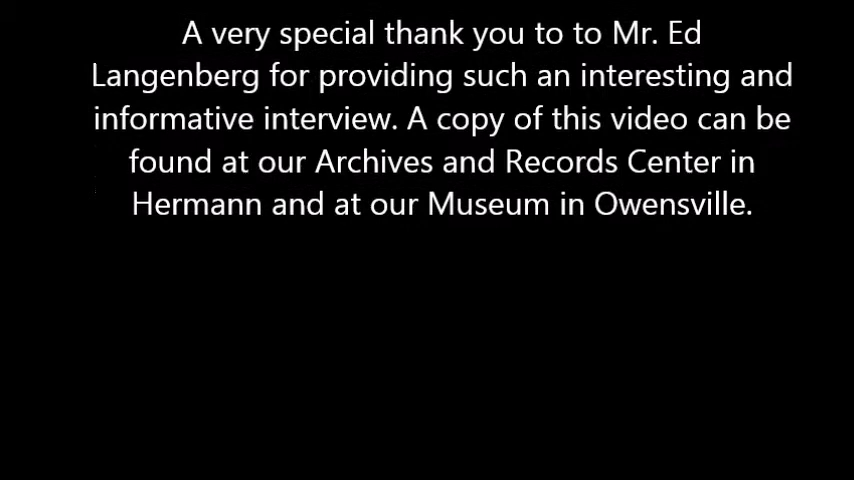 A very special thank you to to Mr. Ed
Langenberg for providing such an interesting and
informative interview. A copy of this video can be
found at our Archives and Records Center in
Hermann and at our Museum in Owensville.